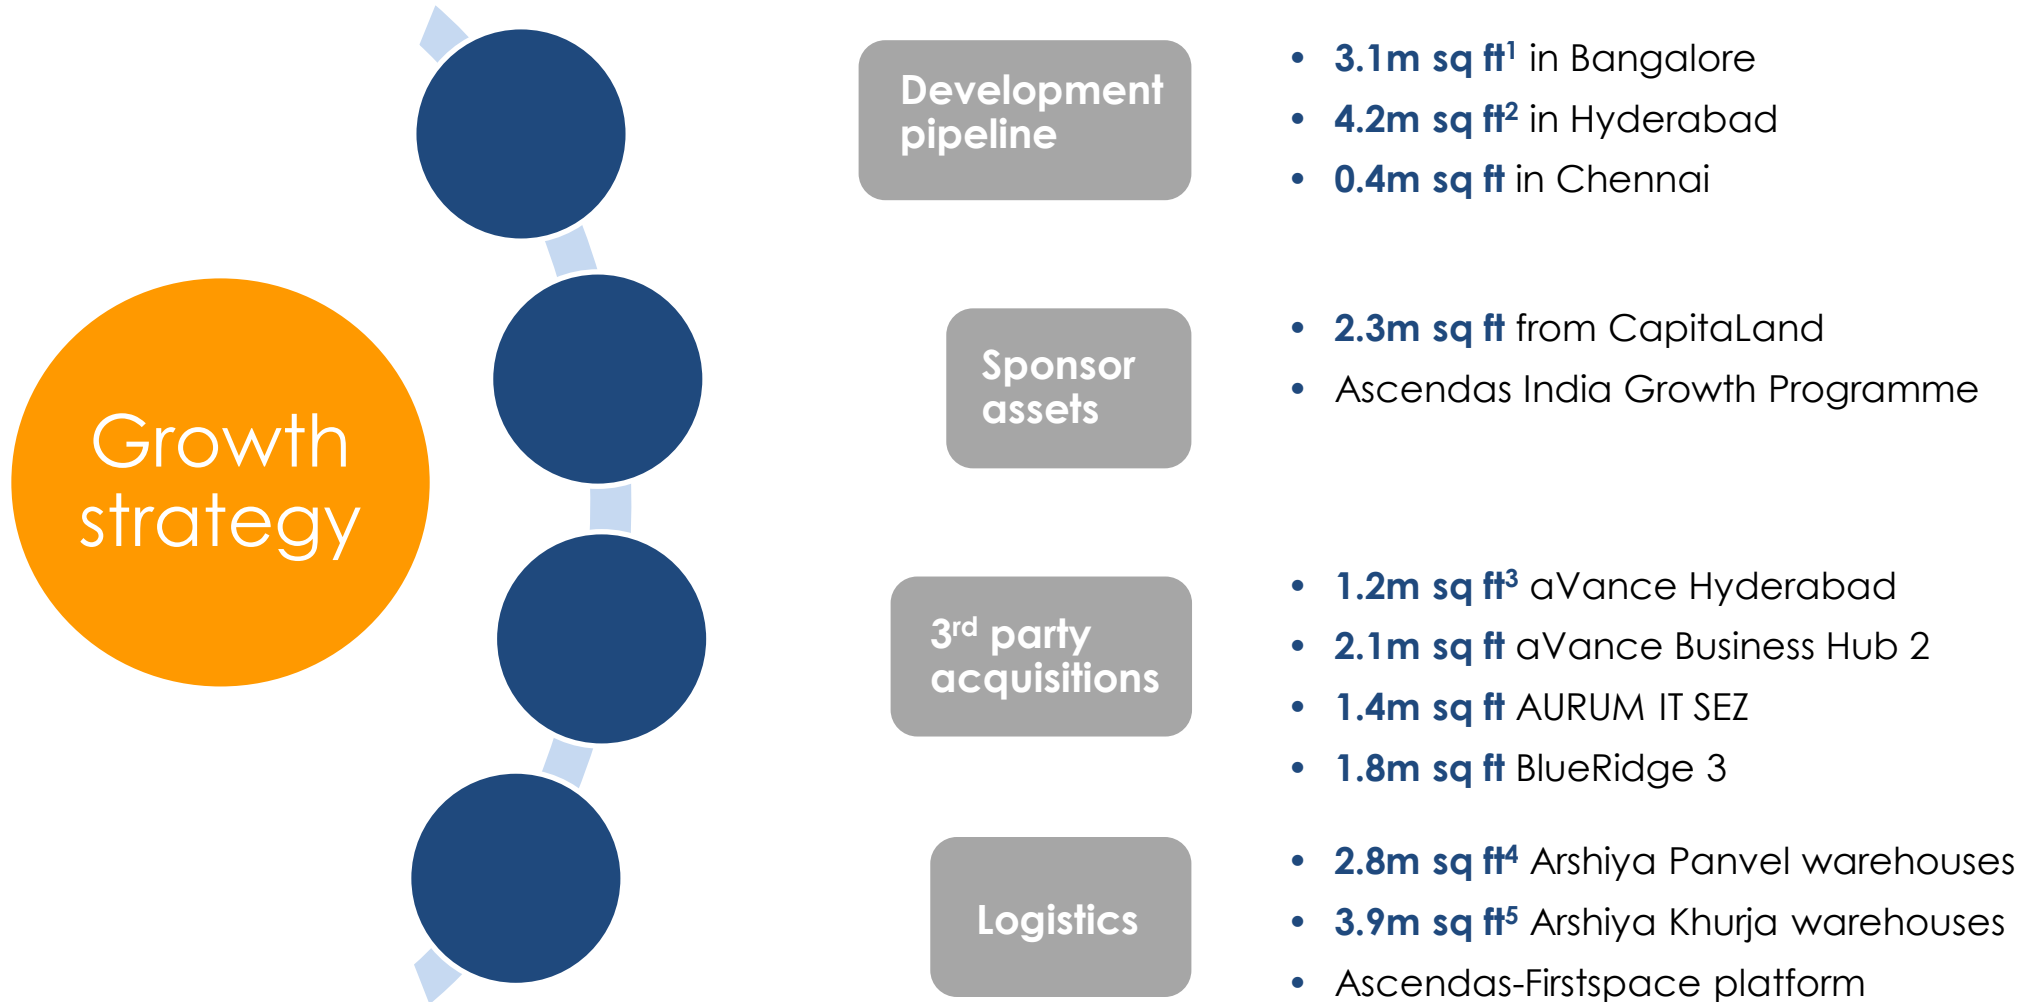 Growth
strategy
Development
pipeline
• 3.1m sq ft¹ in Bangalore
• 4.2m sq ft² in Hyderabad
• 0.4m sq ft in Chennai
Sponsor
assets
• 2.3m sq ft from CapitaLand
• Ascendas India Growth Programme
3rd party
acquisitions
• 1.2m sq ft³ aVance Hyderabad
• 2.1m sq ft aVance Business Hub 2
• 1.4m sq ft AURUM IT SEZ
• 1.8m sq ft BlueRidge 3
Logistics
• 2.8m sq ft⁴ Arshiya Panvel warehouses
• 3.9m sq ft⁵ Arshiya Khurja warehouses
• Ascendas-Firstspace platform